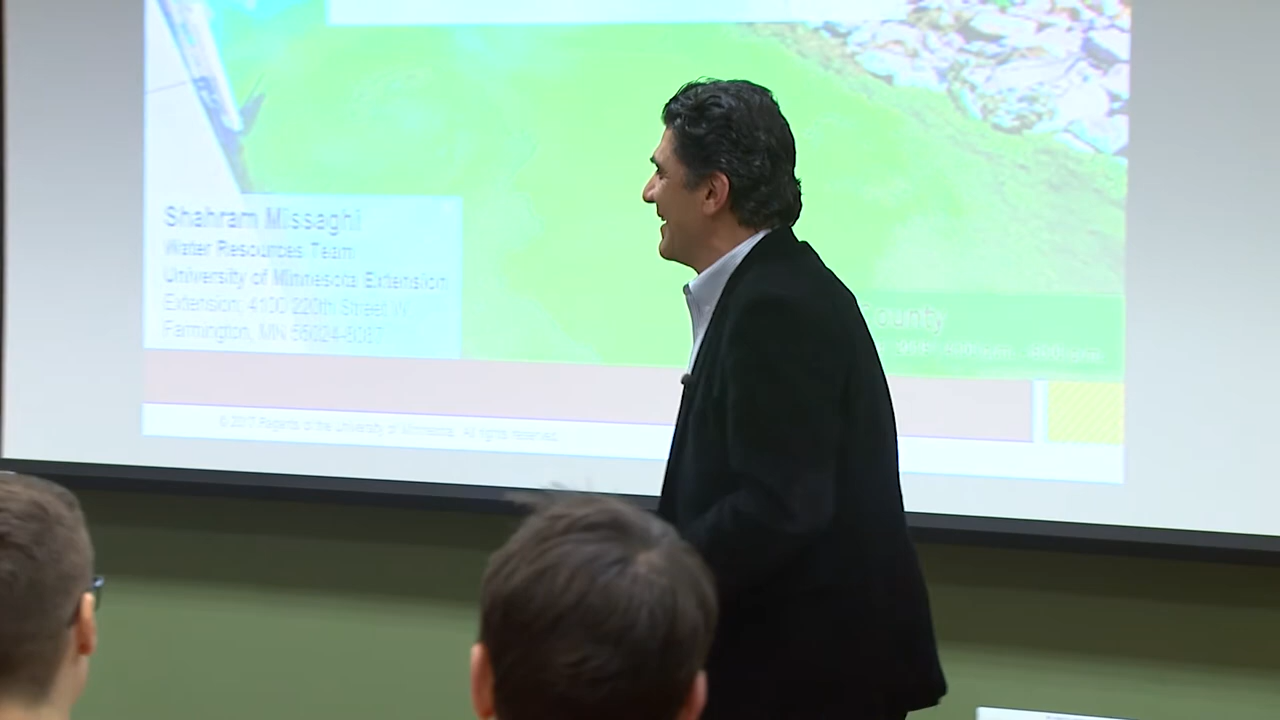 Shahram Missaghi
Water Resources Team
University of Minnesota Extension
Extension, 4100 220th Street W
Farmington, MN 55024-8087
County
© 2017 Regents of the University of Minnesota. All rights reserved.